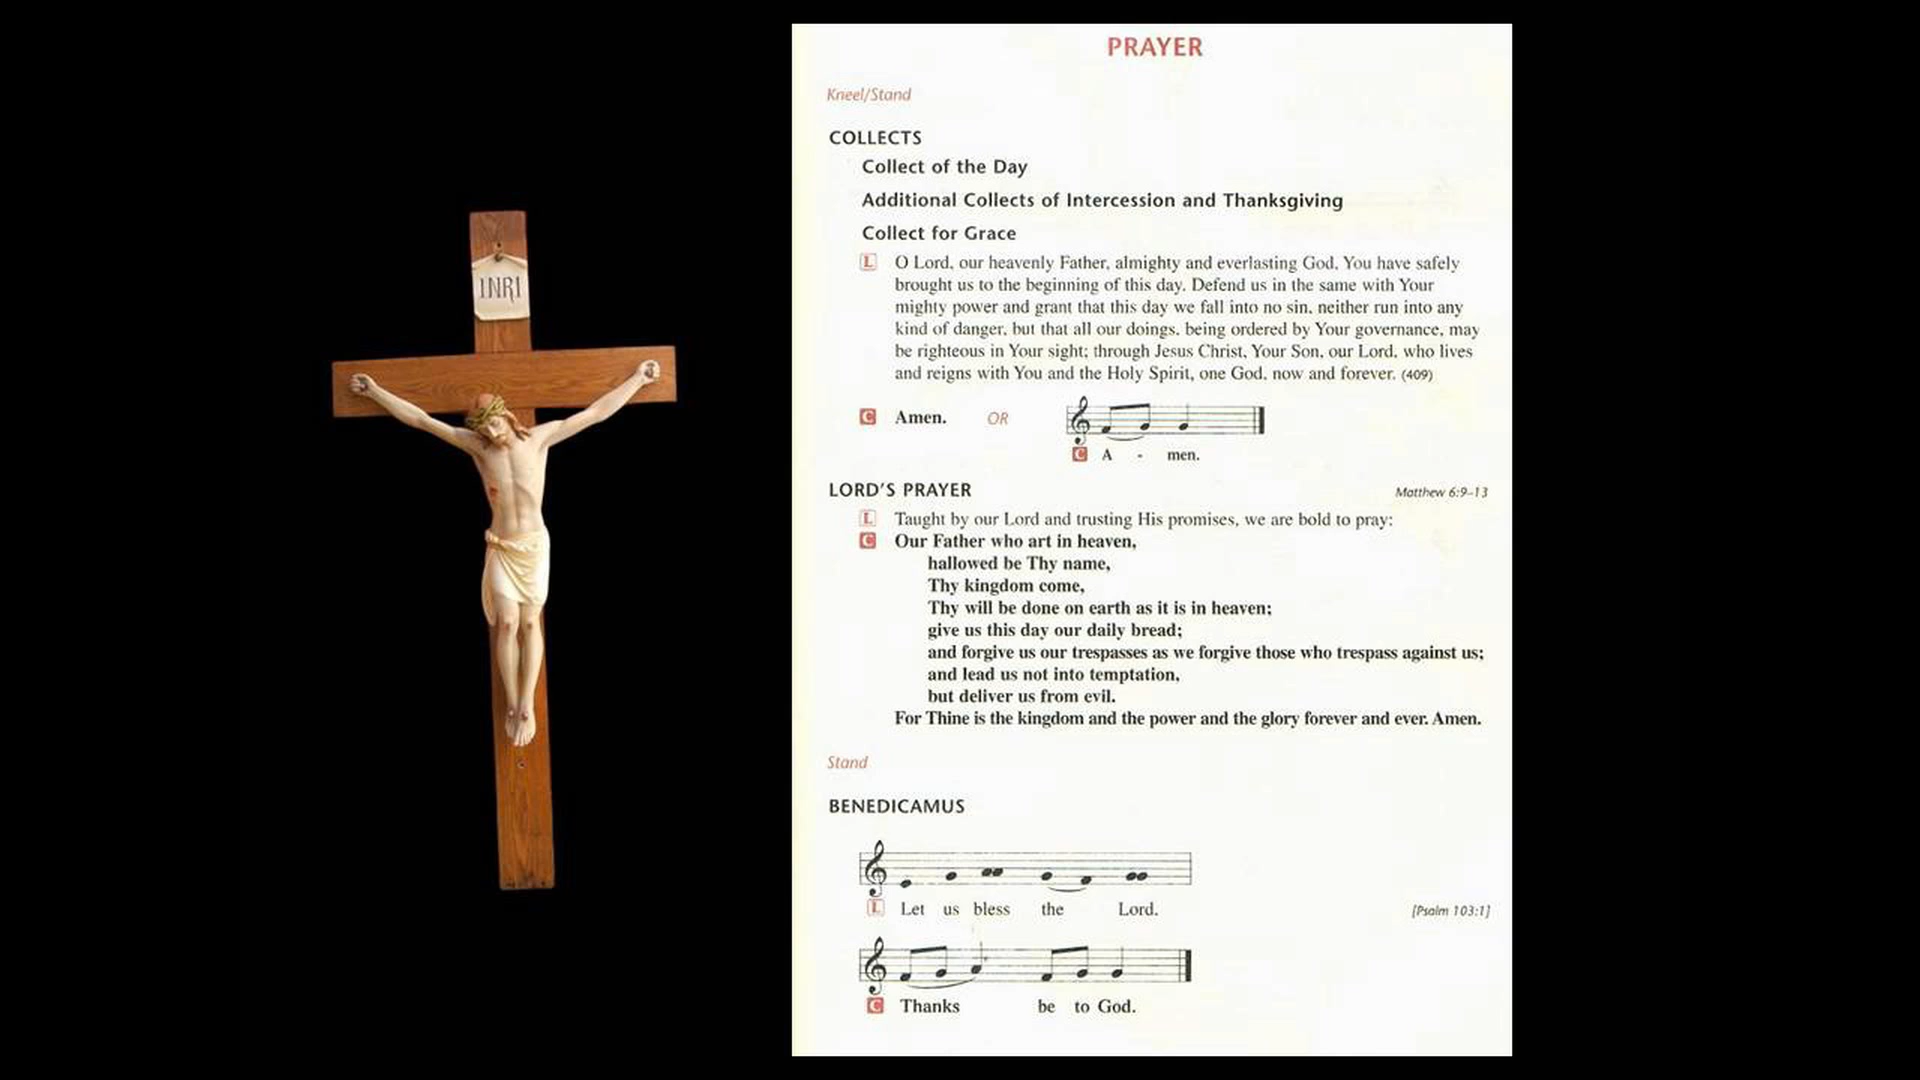 INRI
PRAYER
Kneel/Stand
COLLECTS
Collect of the Day
Additional Collects of Intercession and Thanksgiving
Collect for Grace
L O Lord, our heavenly Father, almighty and everlasting God, You have safely
brought us to the beginning of this day. Defend us in the same with Your
mighty power and grant that this day we fall into no sin, neither run into any
kind of danger, but that all our doings, being ordered by Your governance, may
be righteous in Your sight; through Jesus Christ, Your Son, our Lord, who lives
and reigns with You and the Holy Spirit, one God, now and forever. (409)
C Amen. OR
C A - men.
LORD'S PRAYER Matthew 6:9–13
L Taught by our Lord and trusting His promises, we are bold to pray:
C Our Father who art in heaven,
hallowed be Thy name,
Thy kingdom come,
Thy will be done on earth as it is in heaven;
give us this day our daily bread;
and forgive us our trespasses as we forgive those who trespass against us;
and lead us not into temptation,
but deliver us from evil.
For Thine is the kingdom and the power and the glory forever and ever. Amen.
Stand
BENEDICAMUS
L Let us bless the Lord. [Psalm 103:1]
C Thanks be to God.